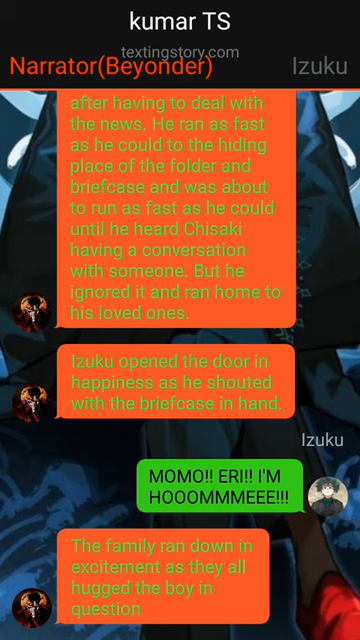 kumar TS
textingstory.com
Narrator(Beyonder)
Izuku
after having to deal with
the news. He ran as fast
as he could to the hiding
place of the folder and
briefcase and was about
to run as fast as he could
until he heard Chisaki
having a conversation
with someone. But he
ignored it and ran home to
his loved ones.
Izuku opened the door in
happiness as he shouted
with the briefcase in hand.
Izuku
MOMO!! ERI!! I'M
HOOOMMMEEE!!!
The family ran down in
excitement as they all
hugged the boy in
question